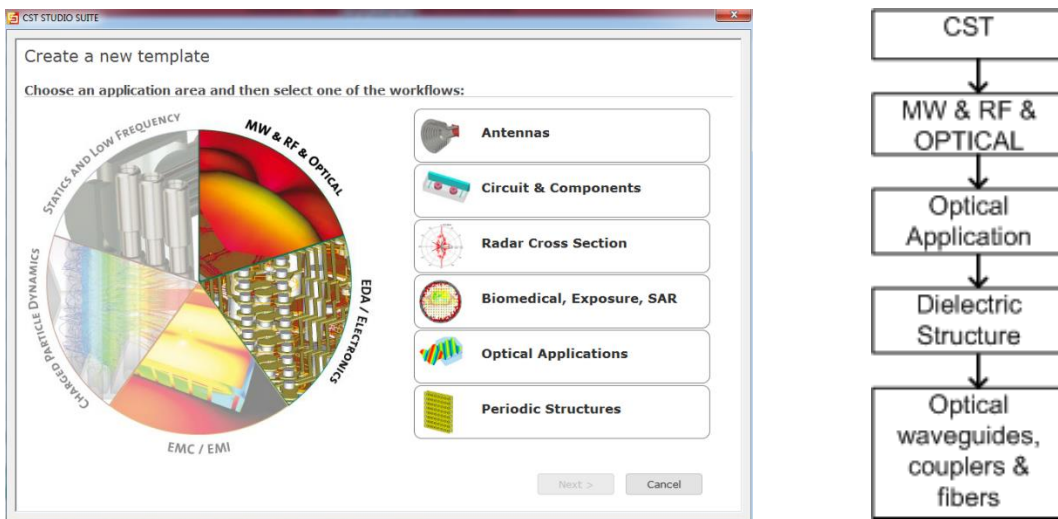 CST STUDIO SUITE
Create a new template
Choose an application area and then select one of the workflows:
STATICS AND LOW FREQUENCY
MW & RF & OPTICAL
EDA / ELECTRONICS
EMC / EMI
CHARGED PARTICLE DYNAMICS
Antennas
Circuit & Components
Radar Cross Section
Biomedical, Exposure, SAR
Optical Applications
Periodic Structures
Next >
Cancel
CST
MW & RF &
OPTICAL
Optical
Application
Dielectric
Structure
Optical
waveguides,
couplers &
fibers